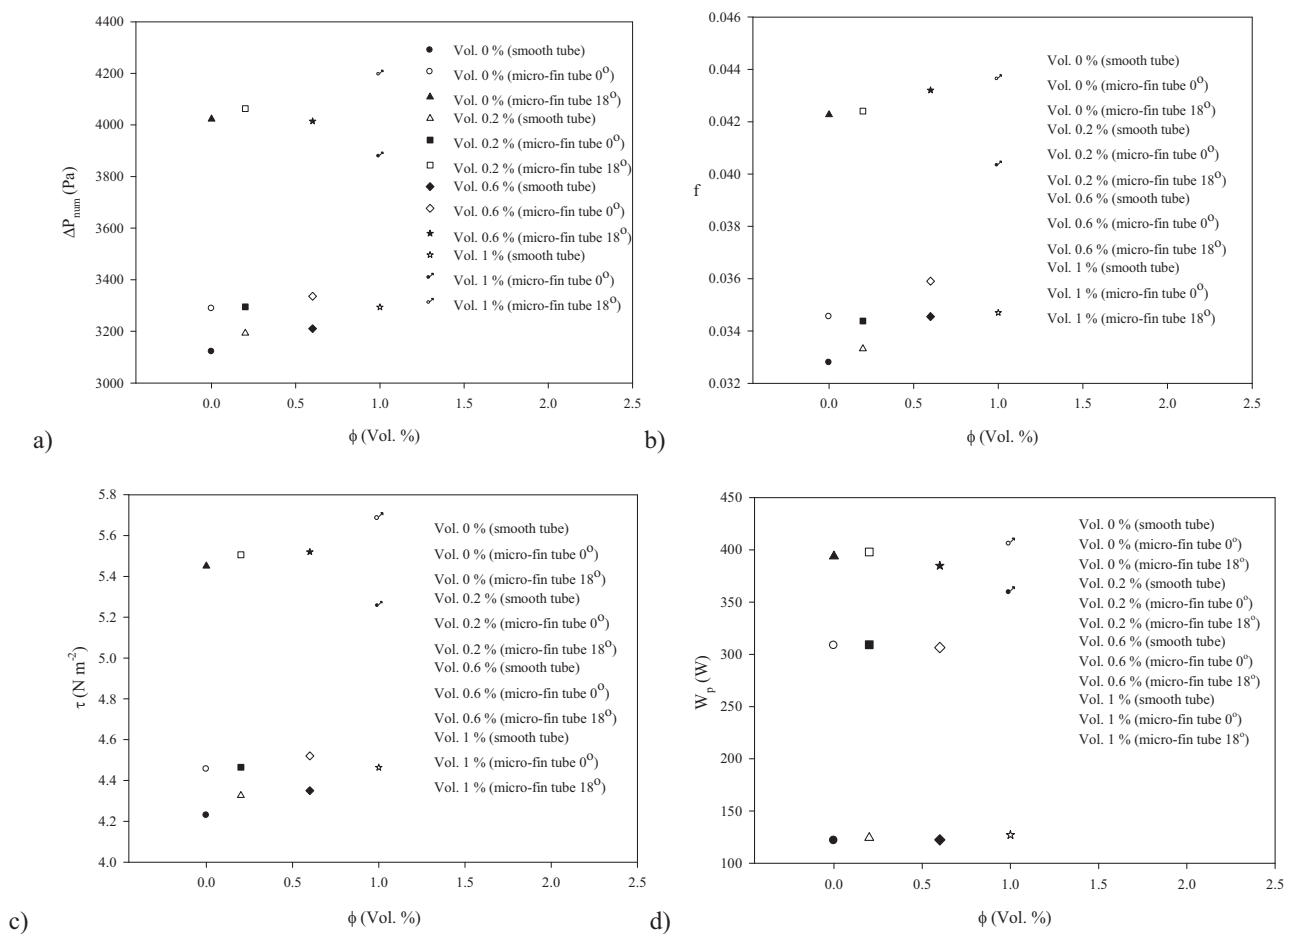 4400
4200
4000
3800
3600
3400
3200
3000
ΔP_num (Pa)
Vol. 0 % (smooth tube)
Vol. 0 % (micro-fin tube 0°)
Vol. 0 % (micro-fin tube 18°)
Vol. 0.2 % (smooth tube)
Vol. 0.2 % (micro-fin tube 0°)
Vol. 0.2 % (micro-fin tube 18°)
Vol. 0.6 % (smooth tube)
Vol. 0.6 % (micro-fin tube 0°)
Vol. 0.6 % (micro-fin tube 18°)
Vol. 1 % (smooth tube)
Vol. 1 % (micro-fin tube 0°)
Vol. 1 % (micro-fin tube 18°)
0.0 0.5 1.0 1.5 2.0 2.5
a)
ϕ (Vol. %)
0.046
0.044
0.042
0.040
0.038
0.036
0.034
0.032
f
Vol. 0 % (smooth tube)
Vol. 0 % (micro-fin tube 0°)
Vol. 0 % (micro-fin tube 18°)
Vol. 0.2 % (smooth tube)
Vol. 0.2 % (micro-fin tube 0°)
Vol. 0.2 % (micro-fin tube 18°)
Vol. 0.6 % (smooth tube)
Vol. 0.6 % (micro-fin tube 0°)
Vol. 0.6 % (micro-fin tube 18°)
Vol. 1 % (smooth tube)
Vol. 1 % (micro-fin tube 0°)
Vol. 1 % (micro-fin tube 18°)
0.0 0.5 1.0 1.5 2.0 2.5
b)
ϕ (Vol. %)
5.8
5.6
5.4
5.2
5.0
4.8
4.6
4.4
4.2
4.0
τ (N m⁻²)
Vol. 0 % (smooth tube)
Vol. 0 % (micro-fin tube 0°)
Vol. 0 % (micro-fin tube 18°)
Vol. 0.2 % (smooth tube)
Vol. 0.2 % (micro-fin tube 0°)
Vol. 0.2 % (micro-fin tube 18°)
Vol. 0.6 % (smooth tube)
Vol. 0.6 % (micro-fin tube 0°)
Vol. 0.6 % (micro-fin tube 18°)
Vol. 1 % (smooth tube)
Vol. 1 % (micro-fin tube 0°)
Vol. 1 % (micro-fin tube 18°)
0.0 0.5 1.0 1.5 2.0 2.5
c)
ϕ (Vol. %)
450
400
350
300
250
200
150
100
W_p (W)
Vol. 0 % (smooth tube)
Vol. 0 % (micro-fin tube 0°)
Vol. 0 % (micro-fin tube 18°)
Vol. 0.2 % (smooth tube)
Vol. 0.2 % (micro-fin tube 0°)
Vol. 0.2 % (micro-fin tube 18°)
Vol. 0.6 % (smooth tube)
Vol. 0.6 % (micro-fin tube 0°)
Vol. 0.6 % (micro-fin tube 18°)
Vol. 1 % (smooth tube)
Vol. 1 % (micro-fin tube 0°)
Vol. 1 % (micro-fin tube 18°)
0.0 0.5 1.0 1.5 2.0 2.5
d)
ϕ (Vol. %)